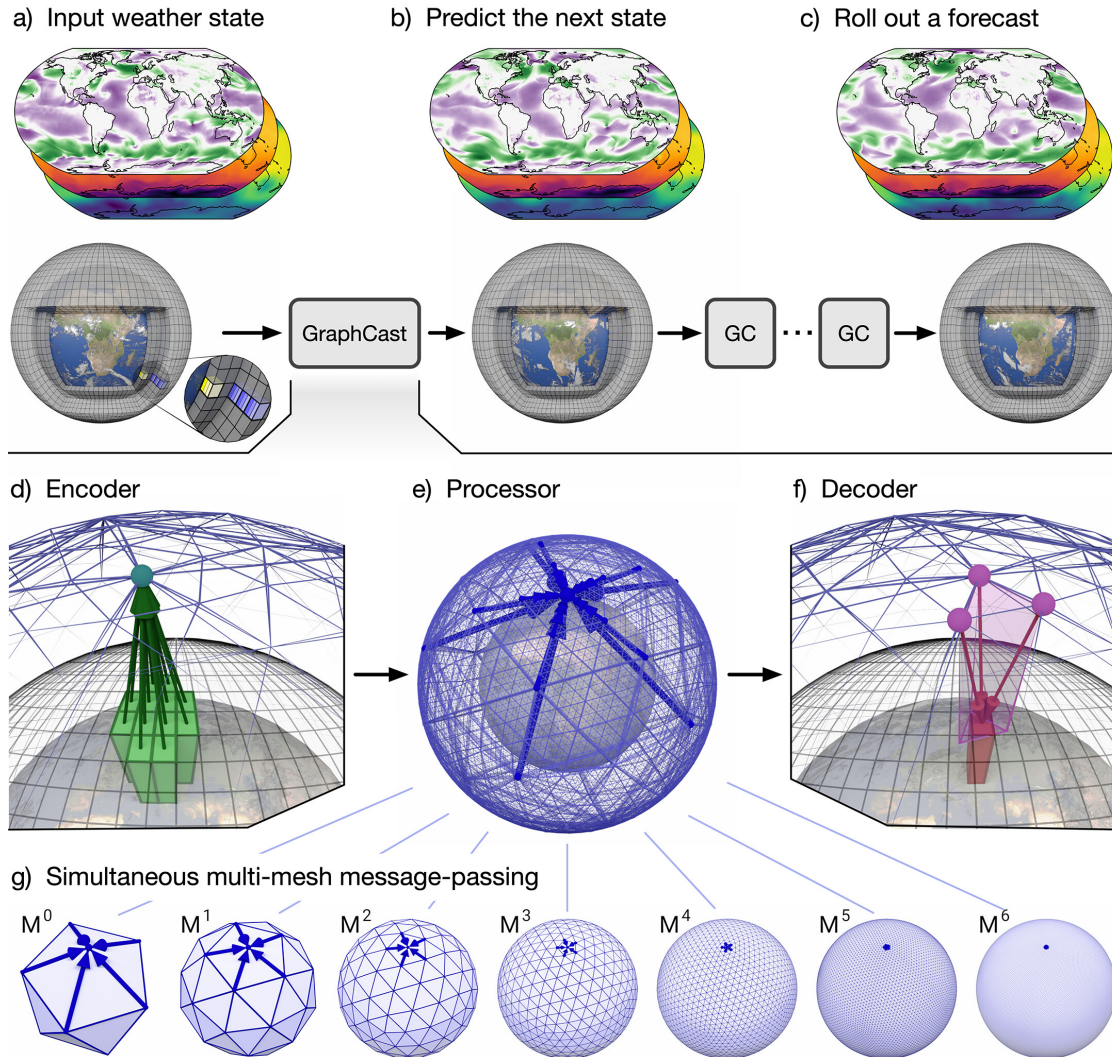 a) Input weather state
b) Predict the next state
c) Roll out a forecast
GraphCast
GC
...
GC
d) Encoder
e) Processor
f) Decoder
g) Simultaneous multi-mesh message-passing
M⁰
M¹
M²
M³
M⁴
M⁵
M⁶